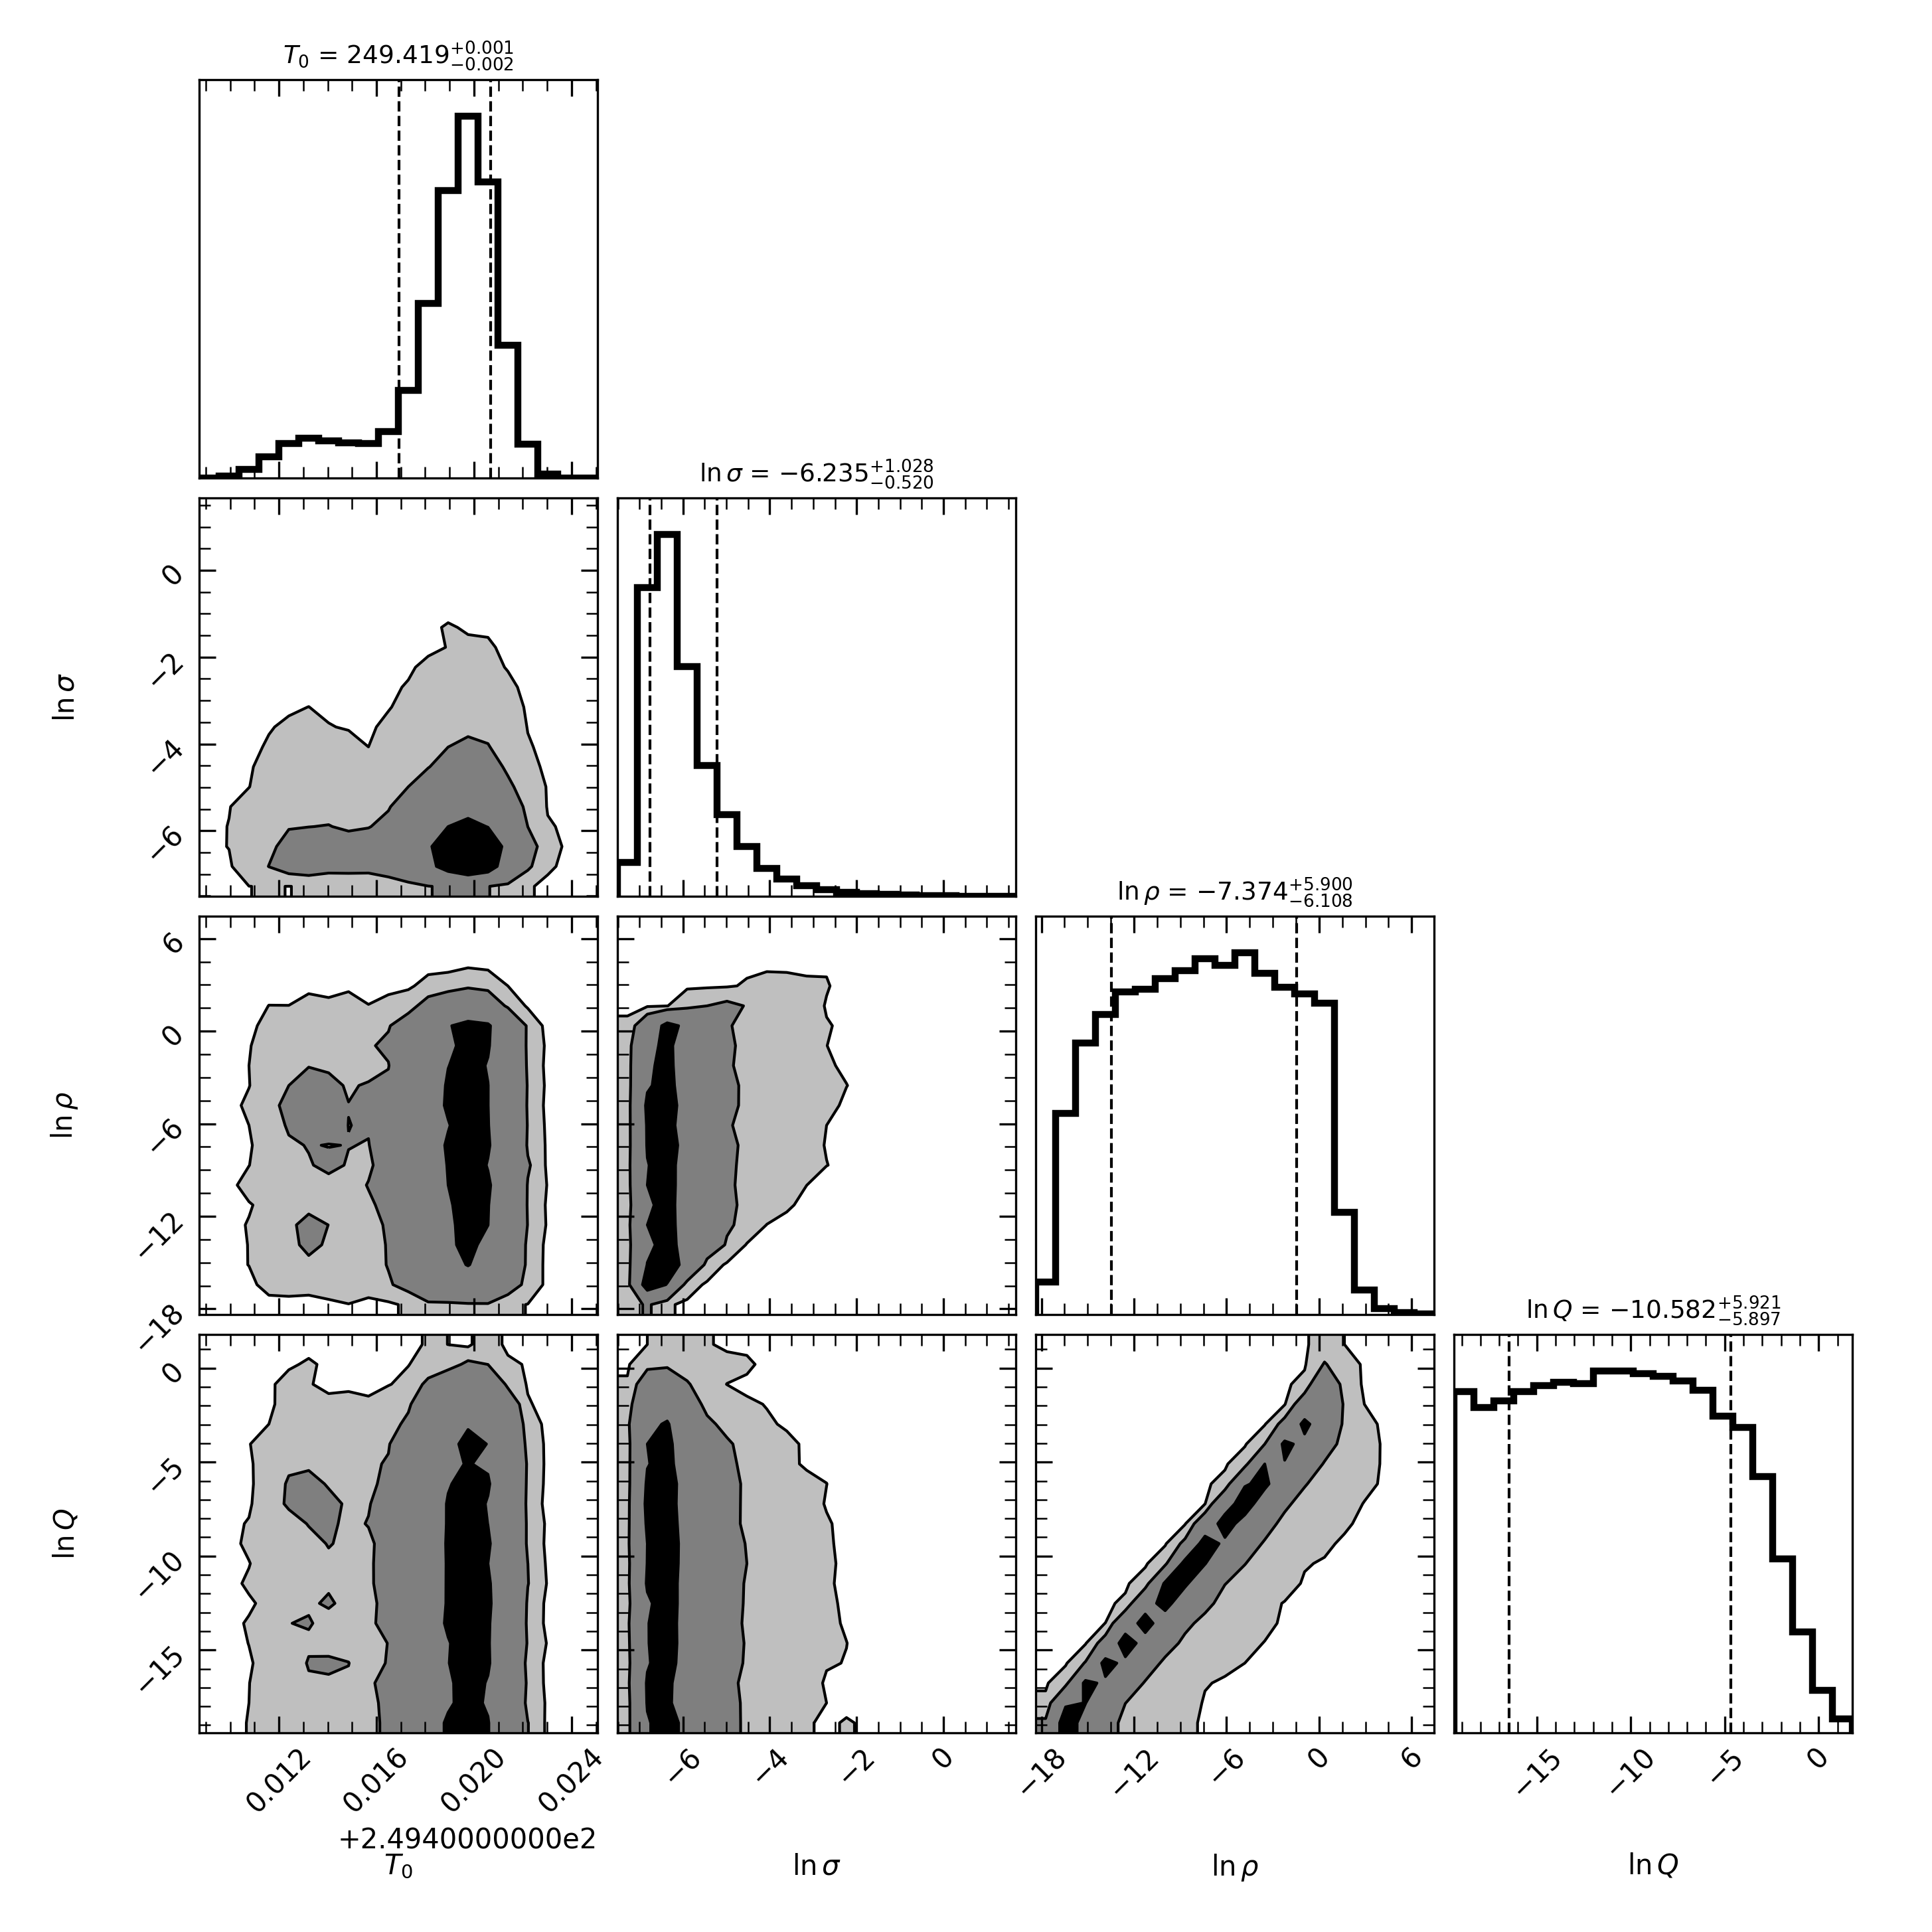 T₀ = 249.419 +0.001 −0.002
ln σ = −6.235 +1.028 −0.520
0
−2
−4
−6
ln σ
ln ρ = −7.374 +5.900 −6.108
6
0
−6
−12
−18
ln ρ
ln Q = −10.582 +5.921 −5.897
0
−5
−10
−15
ln Q
0.012 0.016 0.020 0.024 −6 −4 −2 0 −18 −12 −6 0 6 −15 −10 −5 0
+2.4940000000e2
T₀ ln σ ln ρ ln Q